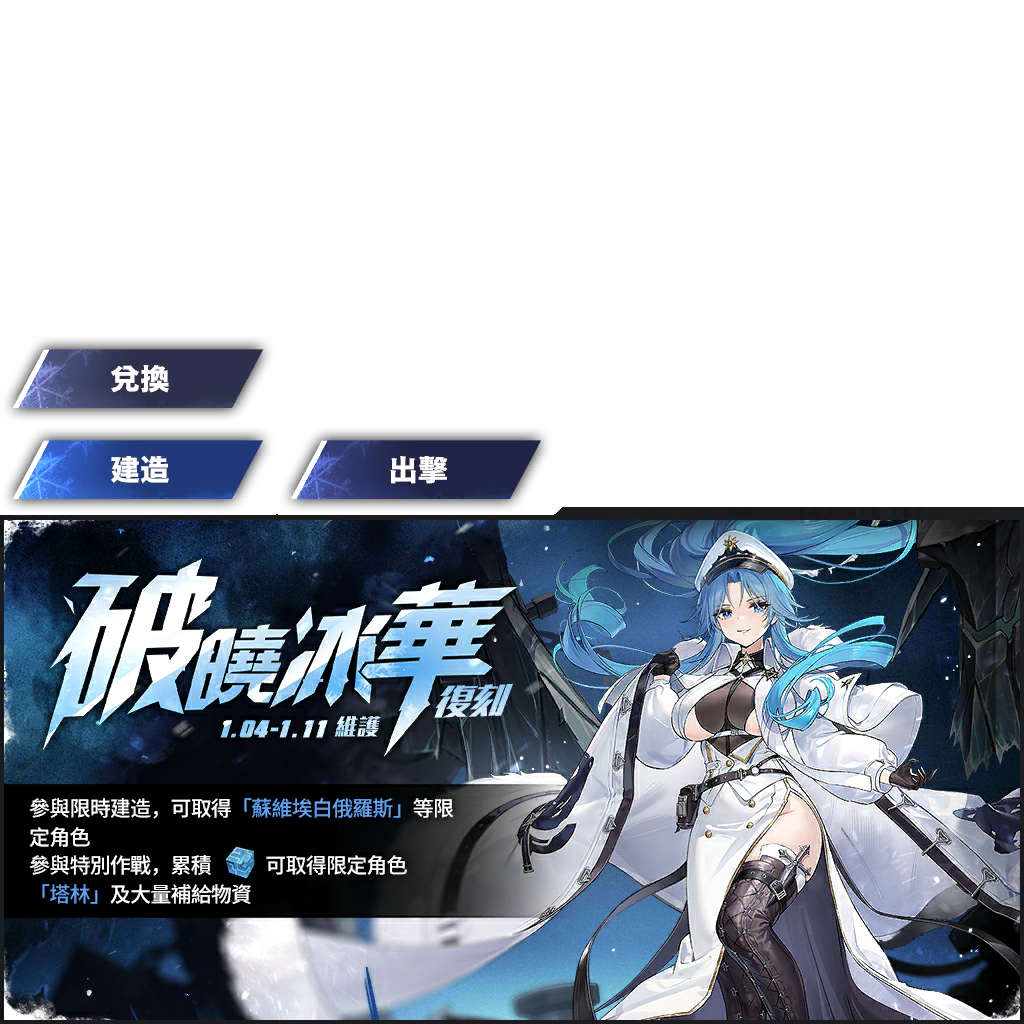 兌換
建造
出擊
破曉冰華
復刻
1.04-1.11 維護
參與限時建造，可取得「蘇維埃白俄羅斯」等限
定角色
參與特別作戰，累積 可取得限定角色
「塔林」及大量補給物資